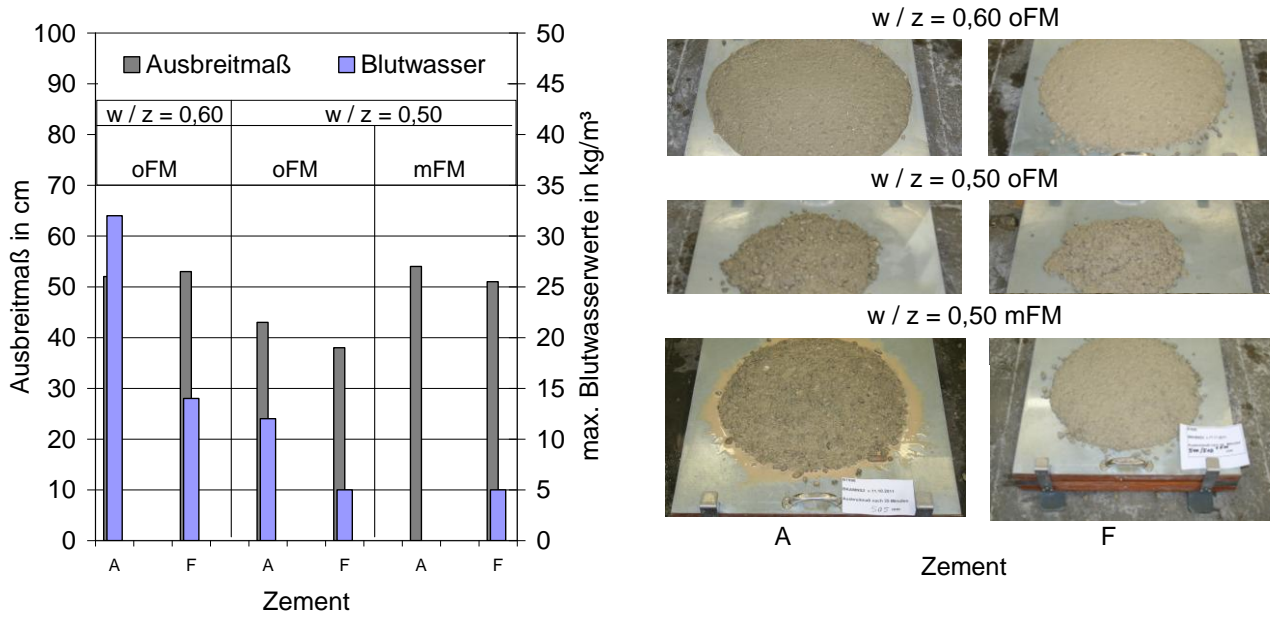 100
90
80
70
60
50
40
30
20
10
0
Ausbreitmaß in cm
Ausbreitmaß
Blutwasser
w / z = 0,60
w / z = 0,50
oFM
oFM
mFM
50
45
40
35
30
25
20
15
10
5
0
max. Blutwasserwerte in kg/m³
A
F
A
F
A
F
Zement
w / z = 0,60 oFM
w / z = 0,50 oFM
w / z = 0,50 mFM
A
F
Zement